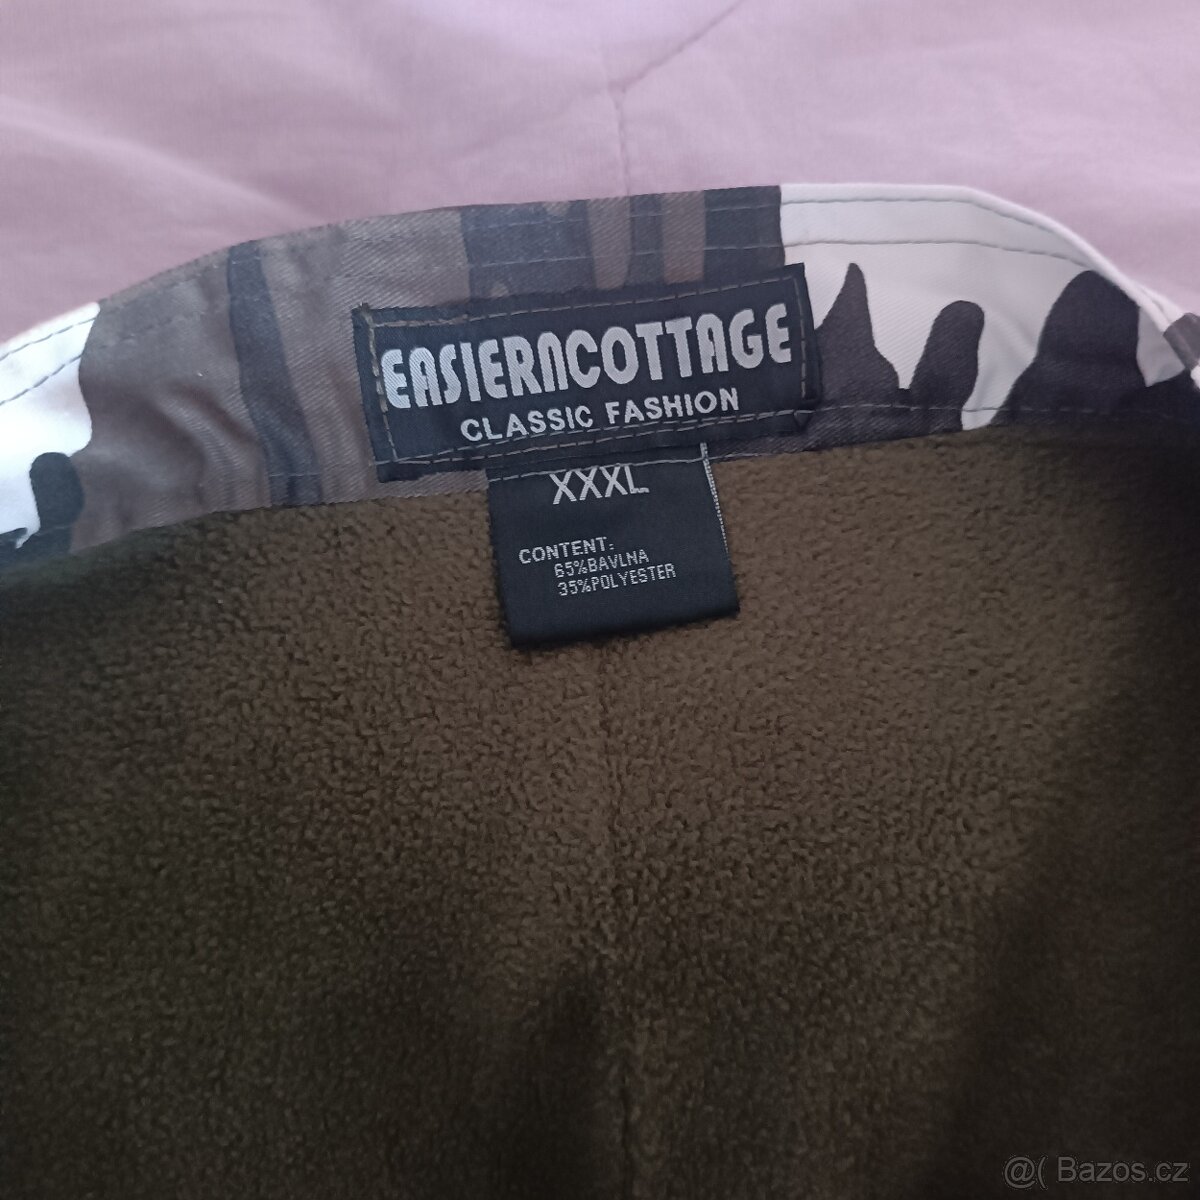 EASIERNCOTTAGE
CLASSIC FASHION
XXXL
CONTENT:
65%BAVLNA
35%POLYESTER
@( Bazos.cz